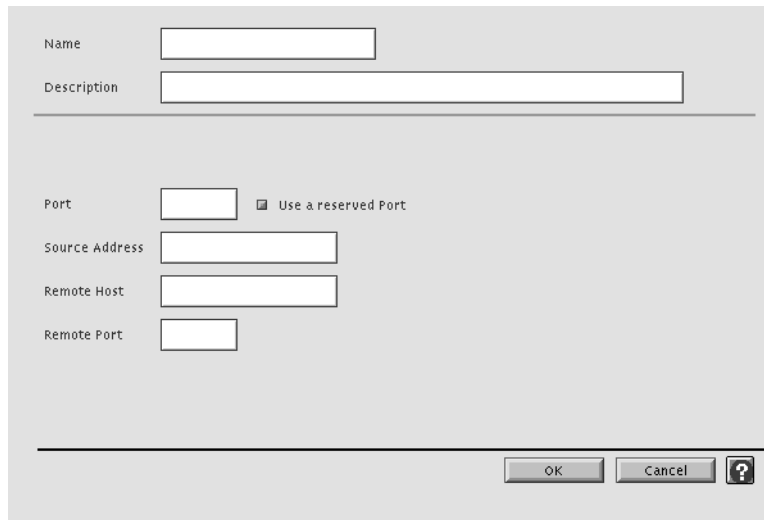 Name
Description
Port
Use a reserved Port
Source Address
Remote Host
Remote Port
OK
Cancel
?